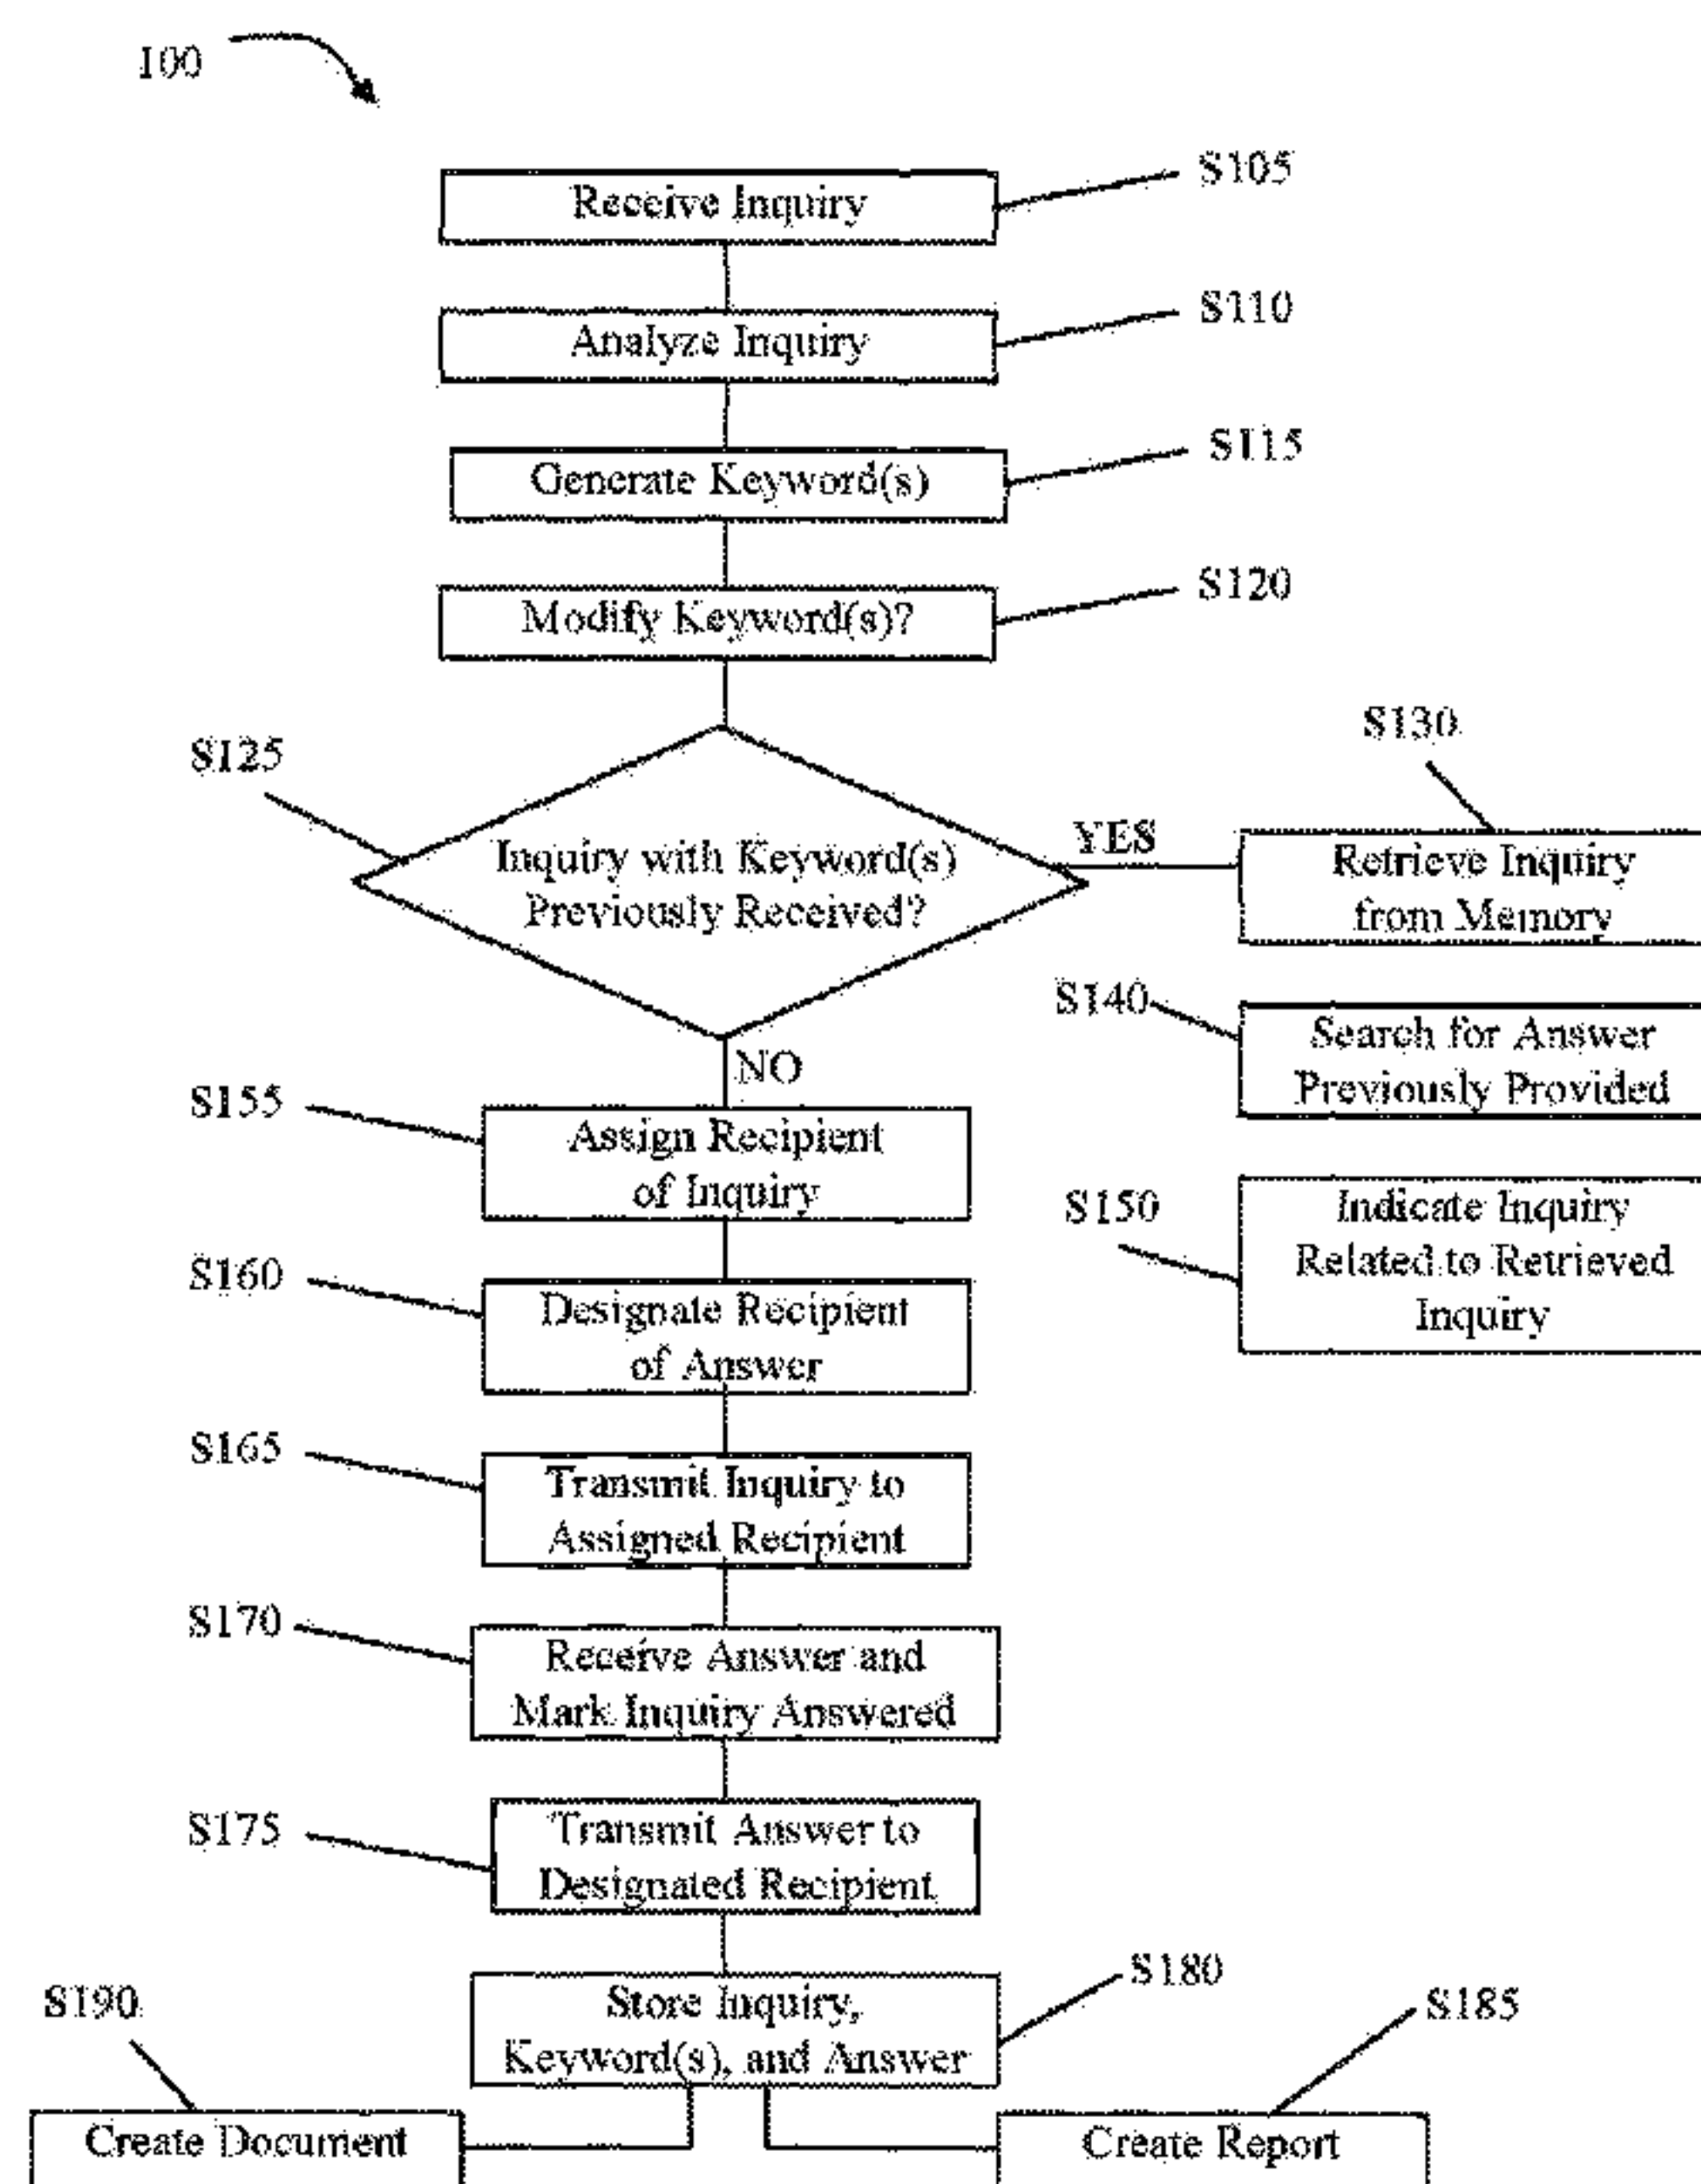 100
Receive Inquiry
S105
Analyze Inquiry
S110
Generate Keyword(s)
S115
Modify Keyword(s)?
S120
S125
Inquiry with Keyword(s)
Previously Received?
YES
S130
Retrieve Inquiry
from Memory
S140
Search for Answer
Previously Provided
S150
Indicate Inquiry
Related to Retrieved
Inquiry
NO
S155
Assign Recipient
of Inquiry
S160
Designate Recipient
of Answer
S165
Transmit Inquiry to
Assigned Recipient
S170
Receive Answer and
Mark Inquiry Answered
S175
Transmit Answer to
Designated Recipient
S180
Store Inquiry,
Keyword(s), and Answer
S190
Create Document
S185
Create Report